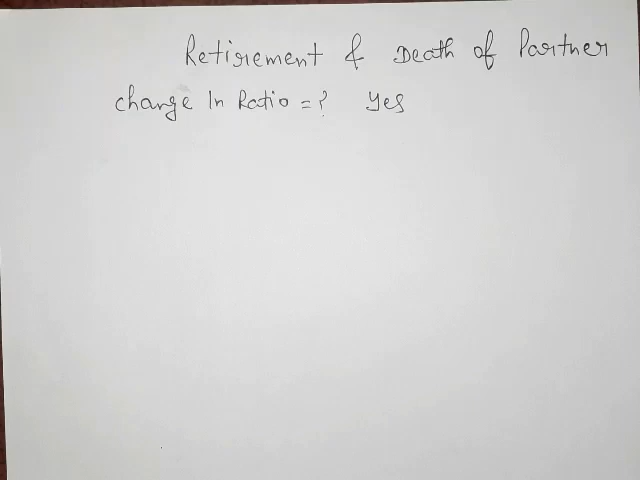 Retirement & Death of Partner
change In Ratio = ? Yes